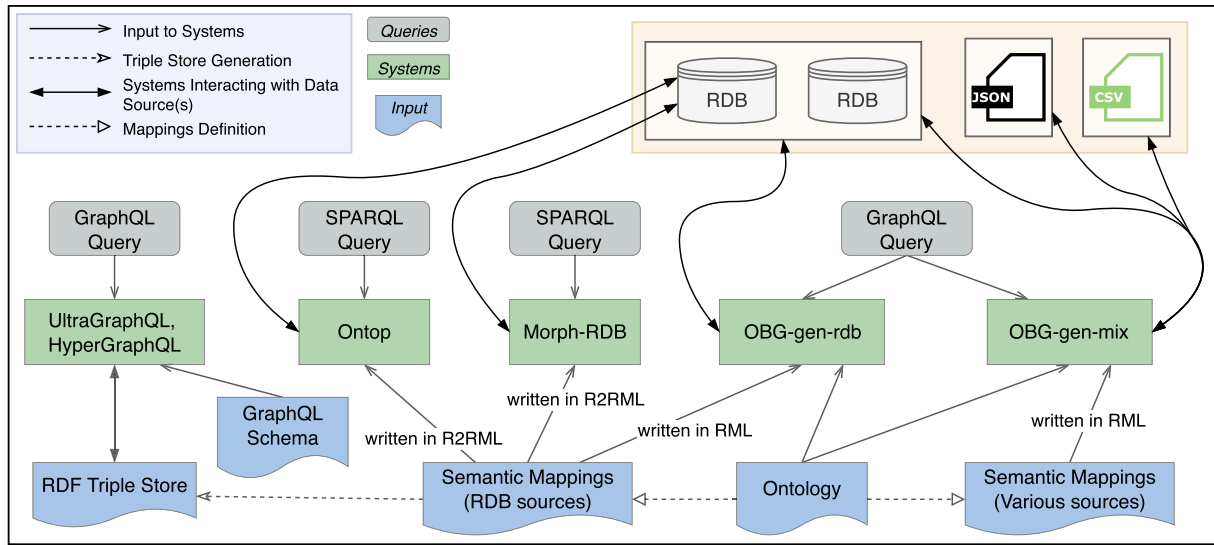 Input to Systems
Triple Store Generation
Systems Interacting with Data
Source(s)
Mappings Definition
Queries
Systems
Input
RDB
RDB
JSON
CSV
GraphQL
Query
SPARQL
Query
SPARQL
Query
GraphQL
Query
UltraGraphQL,
HyperGraphQL
Ontop
Morph-RDB
OBG-gen-rdb
OBG-gen-mix
GraphQL
Schema
written in R2RML
written in R2RML
written in RML
written in RML
RDF Triple Store
Semantic Mappings
(RDB sources)
Ontology
Semantic Mappings
(Various sources)